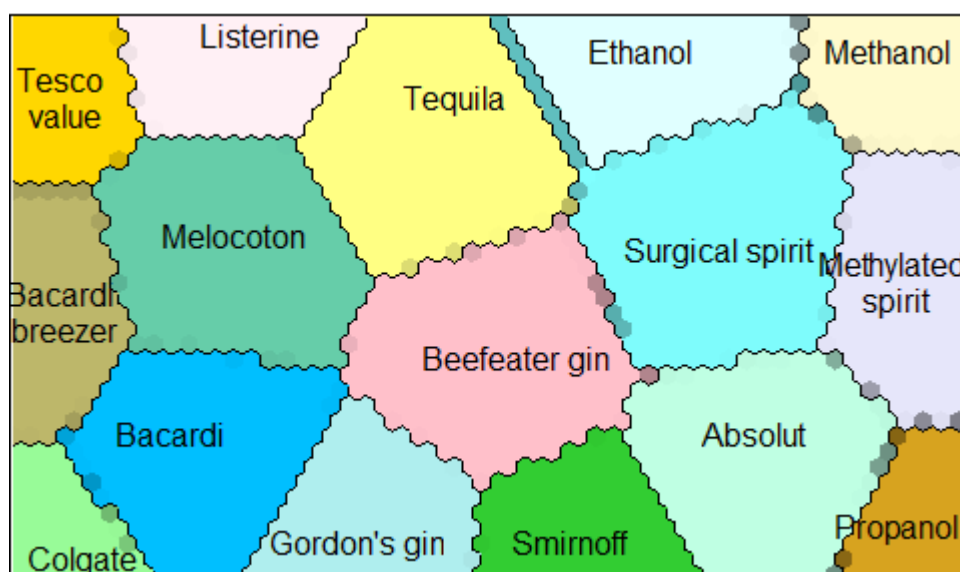 Listerine
Ethanol
Methanol
Tesco
value
Tequila
Melocoton
Surgical spirit
Methylated
spirit
Bacardi
breezer
Beefeater gin
Bacardi
Absolut
Gordon's gin
Smirnoff
Propanol
Colgate